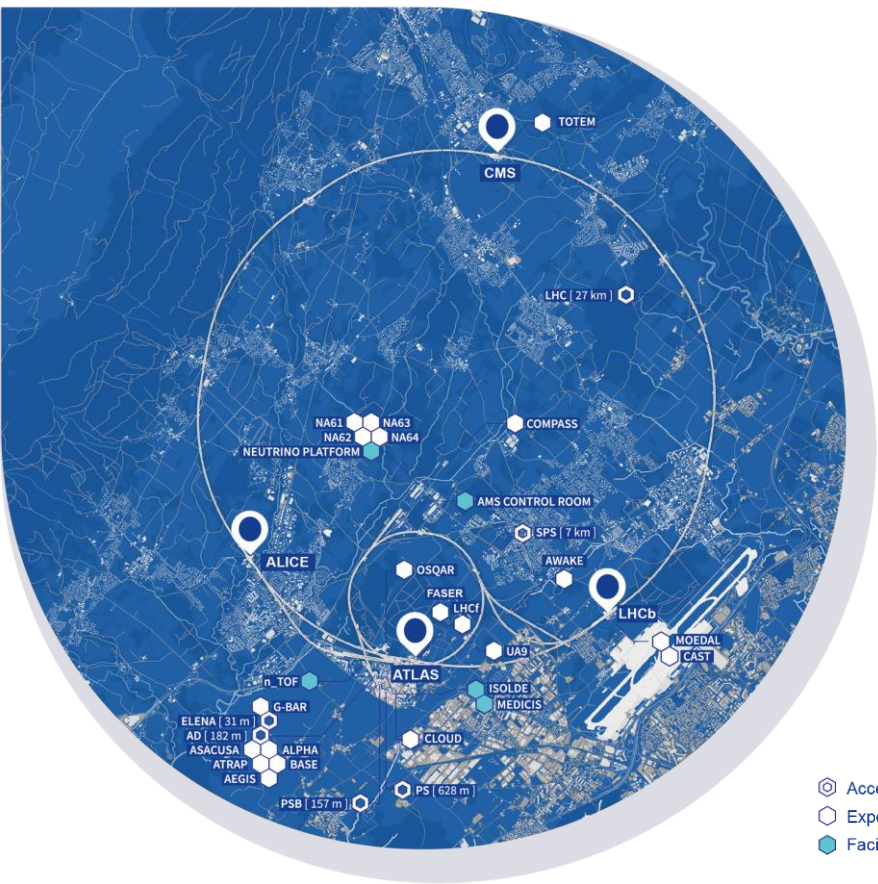 TOTEM
CMS
LHC [ 27 km ]
NA61
NA63
NA62
NA64
NEUTRINO PLATFORM
COMPASS
AMS CONTROL ROOM
SPS [ 7 km ]
ALICE
OSQAR
AWAKE
FASER
LHCf
LHCb
MOEDAL
CAST
UA9
ATLAS
n_TOF
ISOLDE
MEDICIS
G-BAR
ELENA [ 31 m ]
AD [ 182 m ]
ASACUSA
ALPHA
ATRAP
BASE
AEGIS
CLOUD
PS [ 628 m ]
PSB [ 157 m ]
Acce
Expe
Faci